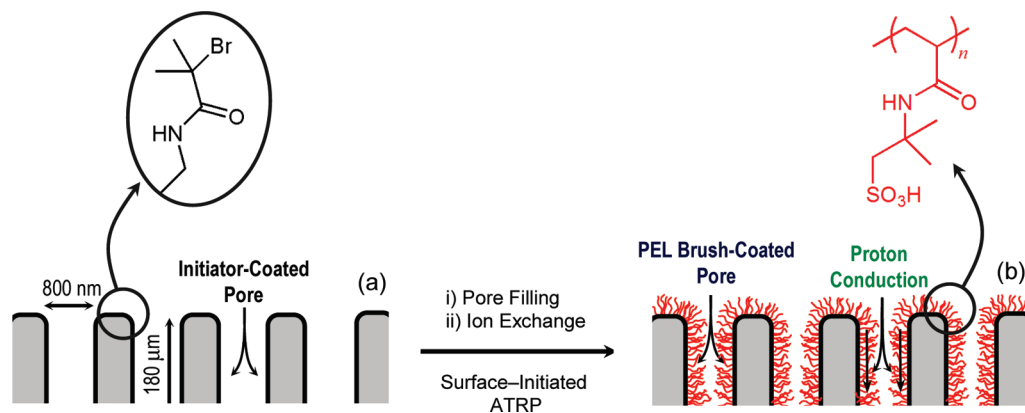 Br
O
HN
n
HN
O
SO3H
Initiator-Coated
Pore
(a)
800 nm
180 μm
i) Pore Filling
ii) Ion Exchange
Surface–Initiated
ATRP
PEL Brush-Coated
Pore
Proton
Conduction
(b)